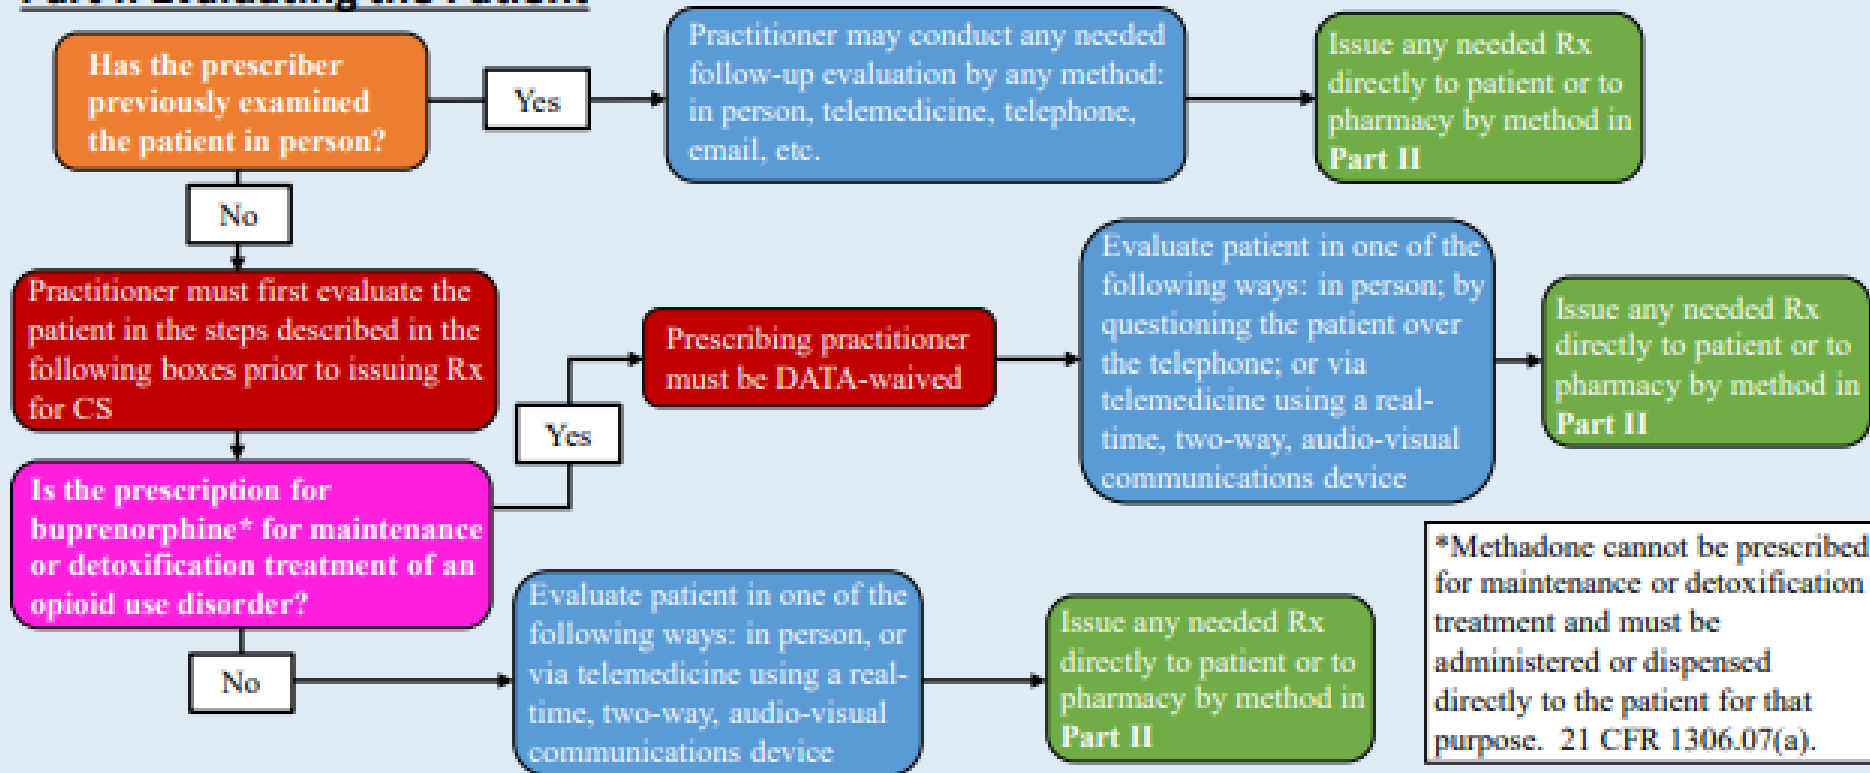 Part I: Evaluating the Patient
Has the prescriber
previously examined
the patient in person?
Yes
Practitioner may conduct any needed
follow-up evaluation by any method:
in person, telemedicine, telephone,
email, etc.
Issue any needed Rx
directly to patient or to
pharmacy by method in
Part II
No
Practitioner must first evaluate the
patient in the steps described in the
following boxes prior to issuing Rx
for CS
Is the prescription for
buprenorphine* for maintenance
or detoxification treatment of an
opioid use disorder?
Yes
Prescribing practitioner
must be DATA-waived
Evaluate patient in one of the
following ways: in person; by
questioning the patient over
the telephone; or via
telemedicine using a real-
time, two-way, audio-visual
communications device
Issue any needed Rx
directly to patient or to
pharmacy by method in
Part II
No
Evaluate patient in one of the
following ways: in person, or
via telemedicine using a real-
time, two-way, audio-visual
communications device
Issue any needed Rx
directly to patient or to
pharmacy by method in
Part II
*Methadone cannot be prescribed
for maintenance or detoxification
treatment and must be
administered or dispensed
directly to the patient for that
purpose. 21 CFR 1306.07(a).